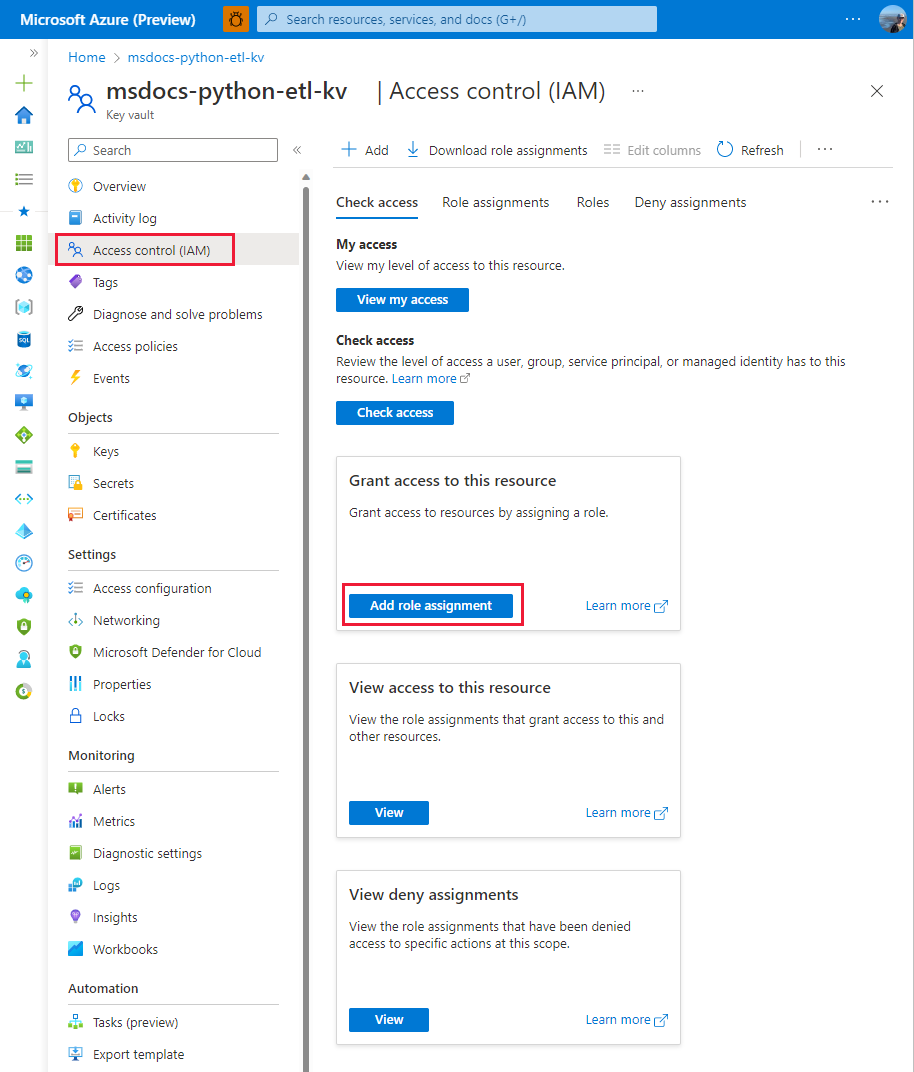 Microsoft Azure (Preview)
Search resources, services, and docs (G+/)
Home > msdocs-python-etl-kv
msdocs-python-etl-kv | Access control (IAM)
Key vault
Search
Overview
Activity log
Access control (IAM)
Tags
Diagnose and solve problems
Access policies
Events
Objects
Keys
Secrets
Certificates
Settings
Access configuration
Networking
Microsoft Defender for Cloud
Properties
Locks
Monitoring
Alerts
Metrics
Diagnostic settings
Logs
Insights
Workbooks
Automation
Tasks (preview)
Export template
Add Download role assignments Edit columns Refresh
Check access Role assignments Roles Deny assignments
My access
View my level of access to this resource.
View my access
Check access
Review the level of access a user, group, service principal, or managed identity has to this
resource. Learn more
Check access
Grant access to this resource
Grant access to resources by assigning a role.
Add role assignment Learn more
View access to this resource
View the role assignments that grant access to this and
other resources.
View Learn more
View deny assignments
View the role assignments that have been denied
access to specific actions at this scope.
View Learn more